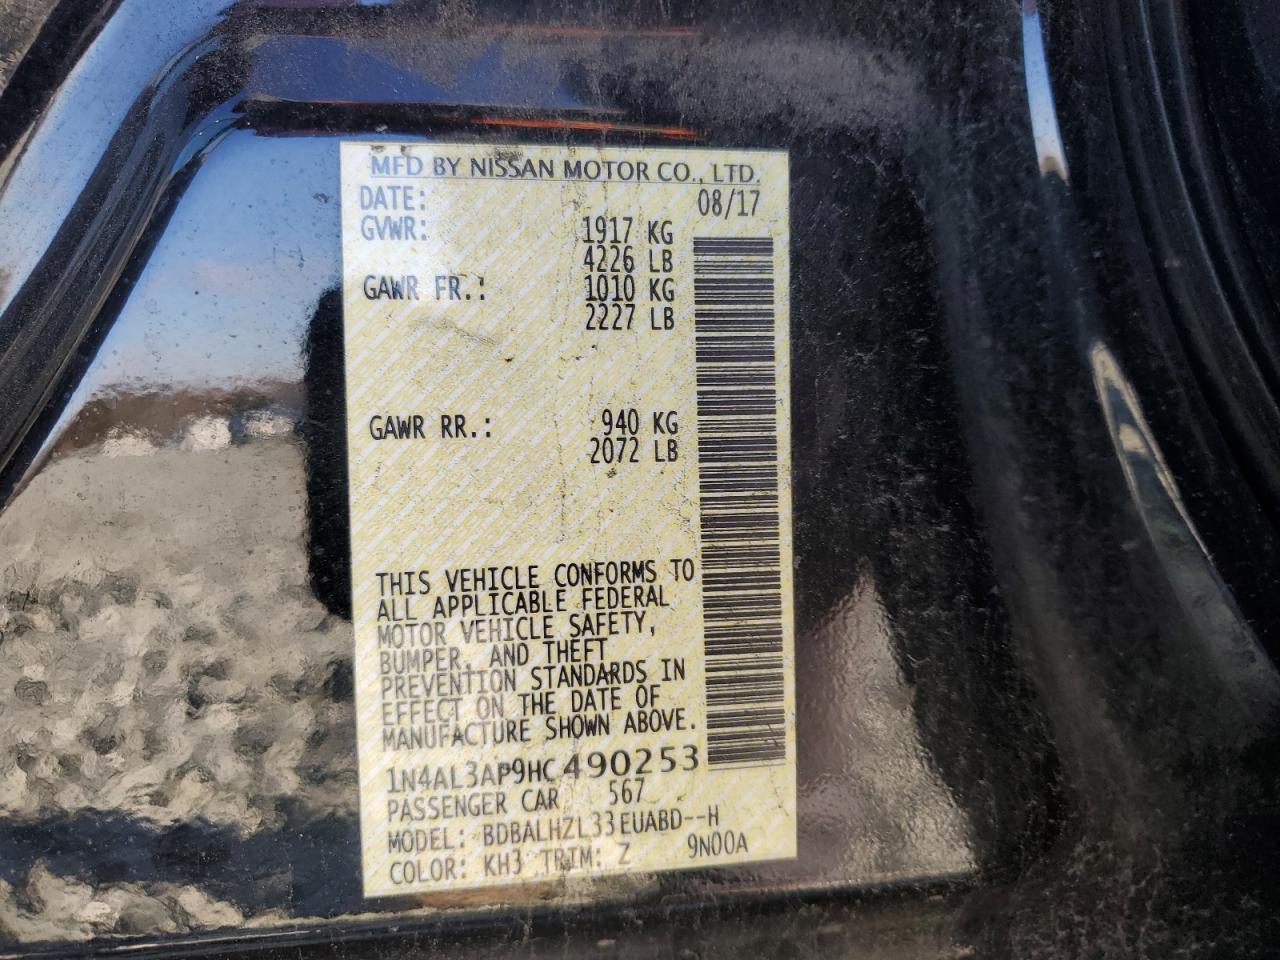 MFD BY NISSAN MOTOR CO., LTD.
DATE: 08/17
GVWR: 1917 KG
4226 LB
GAWR FR.: 1010 KG
2227 LB
GAWR RR.: 940 KG
2072 LB
THIS VEHICLE CONFORMS TO
ALL APPLICABLE FEDERAL
MOTOR VEHICLE SAFETY,
BUMPER, AND THEFT
PREVENTION STANDARDS IN
EFFECT ON THE DATE OF
MANUFACTURE SHOWN ABOVE.
1N4AL3AP9HC490253
PASSENGER CAR 567
MODEL: BDBALHZL33EUABD--H
COLOR: KH3 TRIM: Z 9N00A